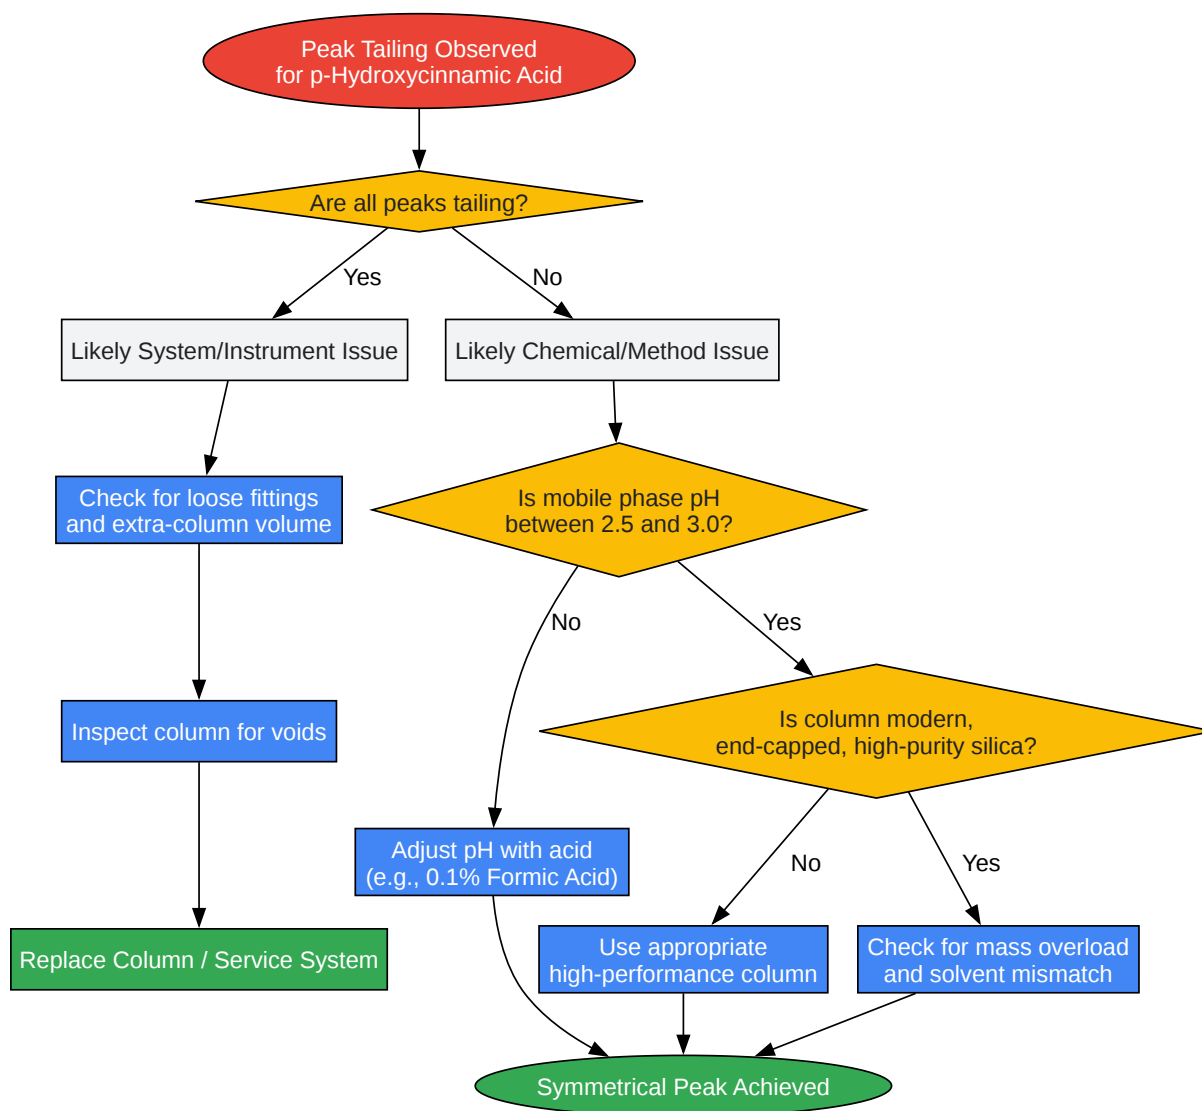 Peak Tailing Observed
for p-Hydroxycinnamic Acid
Are all peaks tailing?
Yes
No
Likely System/Instrument Issue
Likely Chemical/Method Issue
Check for loose fittings
and extra-column volume
Is mobile phase pH
between 2.5 and 3.0?
No
Yes
Inspect column for voids
Is column modern,
end-capped, high-purity silica?
Adjust pH with acid
(e.g., 0.1% Formic Acid)
No
Yes
Replace Column / Service System
Use appropriate
high-performance column
Check for mass overload
and solvent mismatch
Symmetrical Peak Achieved